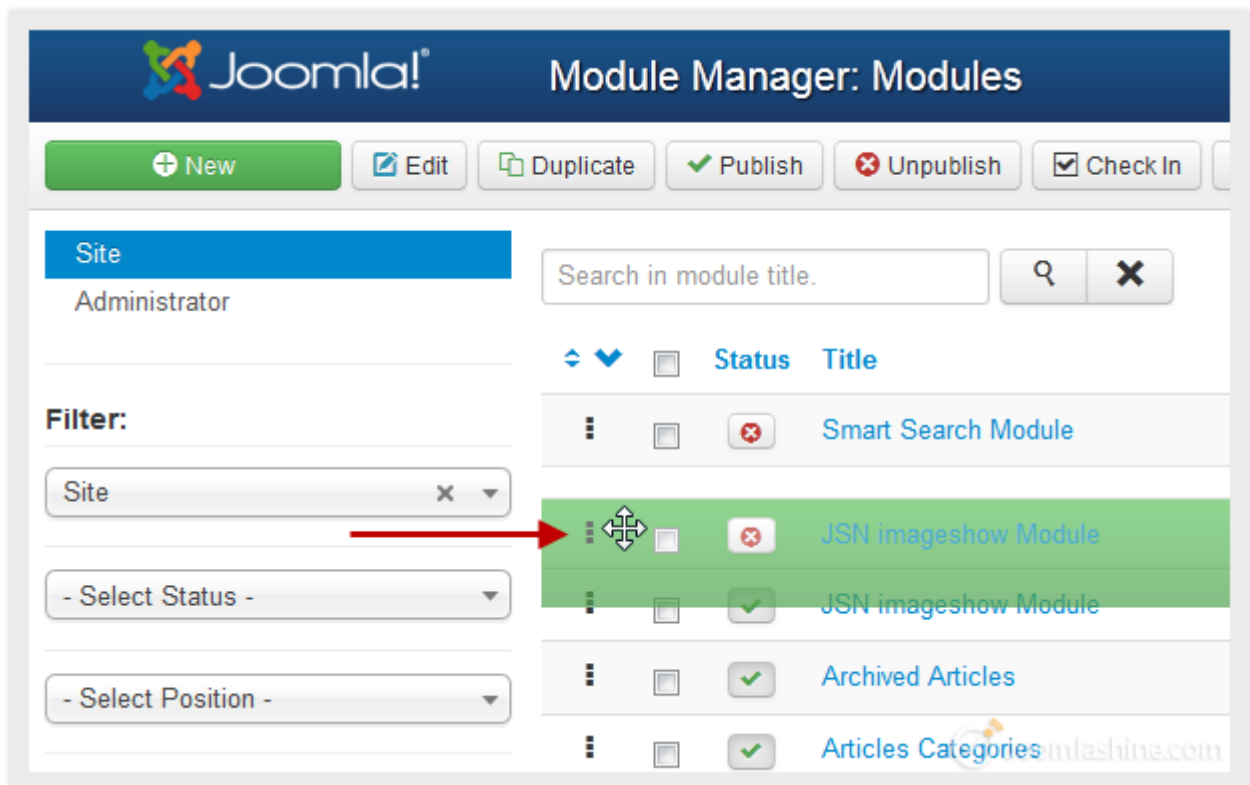 Joomla!®
Module Manager: Modules
New
Edit
Duplicate
Publish
Unpublish
Check In
Site
Administrator
Search in module title.
Status
Title
Filter:
Smart Search Module
Site
JSN imageshow Module
- Select Status -
JSN imageshow Module
Archived Articles
- Select Position -
Articles Categories
Joomlashine.com